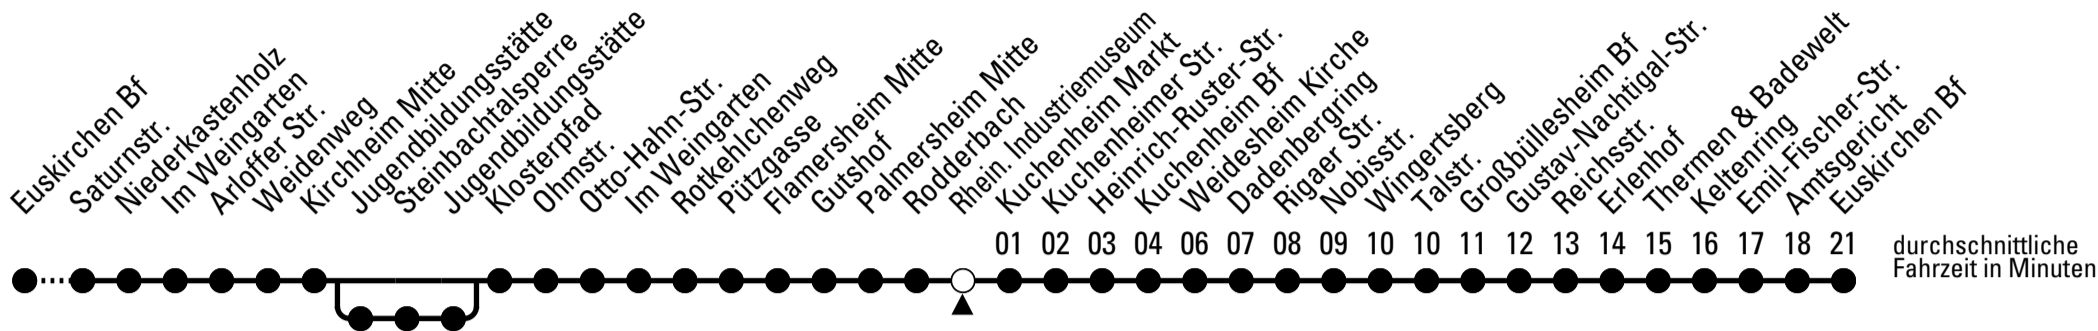 Euskirchen Bf
Saturnstr.
Niederkastenholz
Im Weingarten
Arloffer Str.
Weidenweg
Kirchheim Mitte
Jugendbildungsstätte
Steinbachtalsperre
Jugendbildungsstätte
Klosterpfad
Ohmstr.
Otto-Hahn-Str.
Im Weingarten
Rotkehlchenweg
Pützgasse
Flamersheim Mitte
Gutshof
Palmersheim Mitte
Rodderbach
Rhein. Industriemuseum
Kuchenheim Markt
Kuchenheimer Str.
Heinrich-Ruster-Str.
Kuchenheim Bf
Weidesheim Kirche
Dadenbergring
Rigaer Str.
Nobisstr.
Wingertsberg
Talstr.
Großbüllesheim Bf
Gustav-Nachtigal-Str.
Reichsstr.
Erlenhof
Thermen & Badewelt
Keltenring
Emil-Fischer-Str.
Amtsgericht
Euskirchen Bf
01 02 03 04 06 07 08 09 10 10 11 12 13 14 15 16 17 18 21
durchschnittliche
Fahrzeit in Minuten